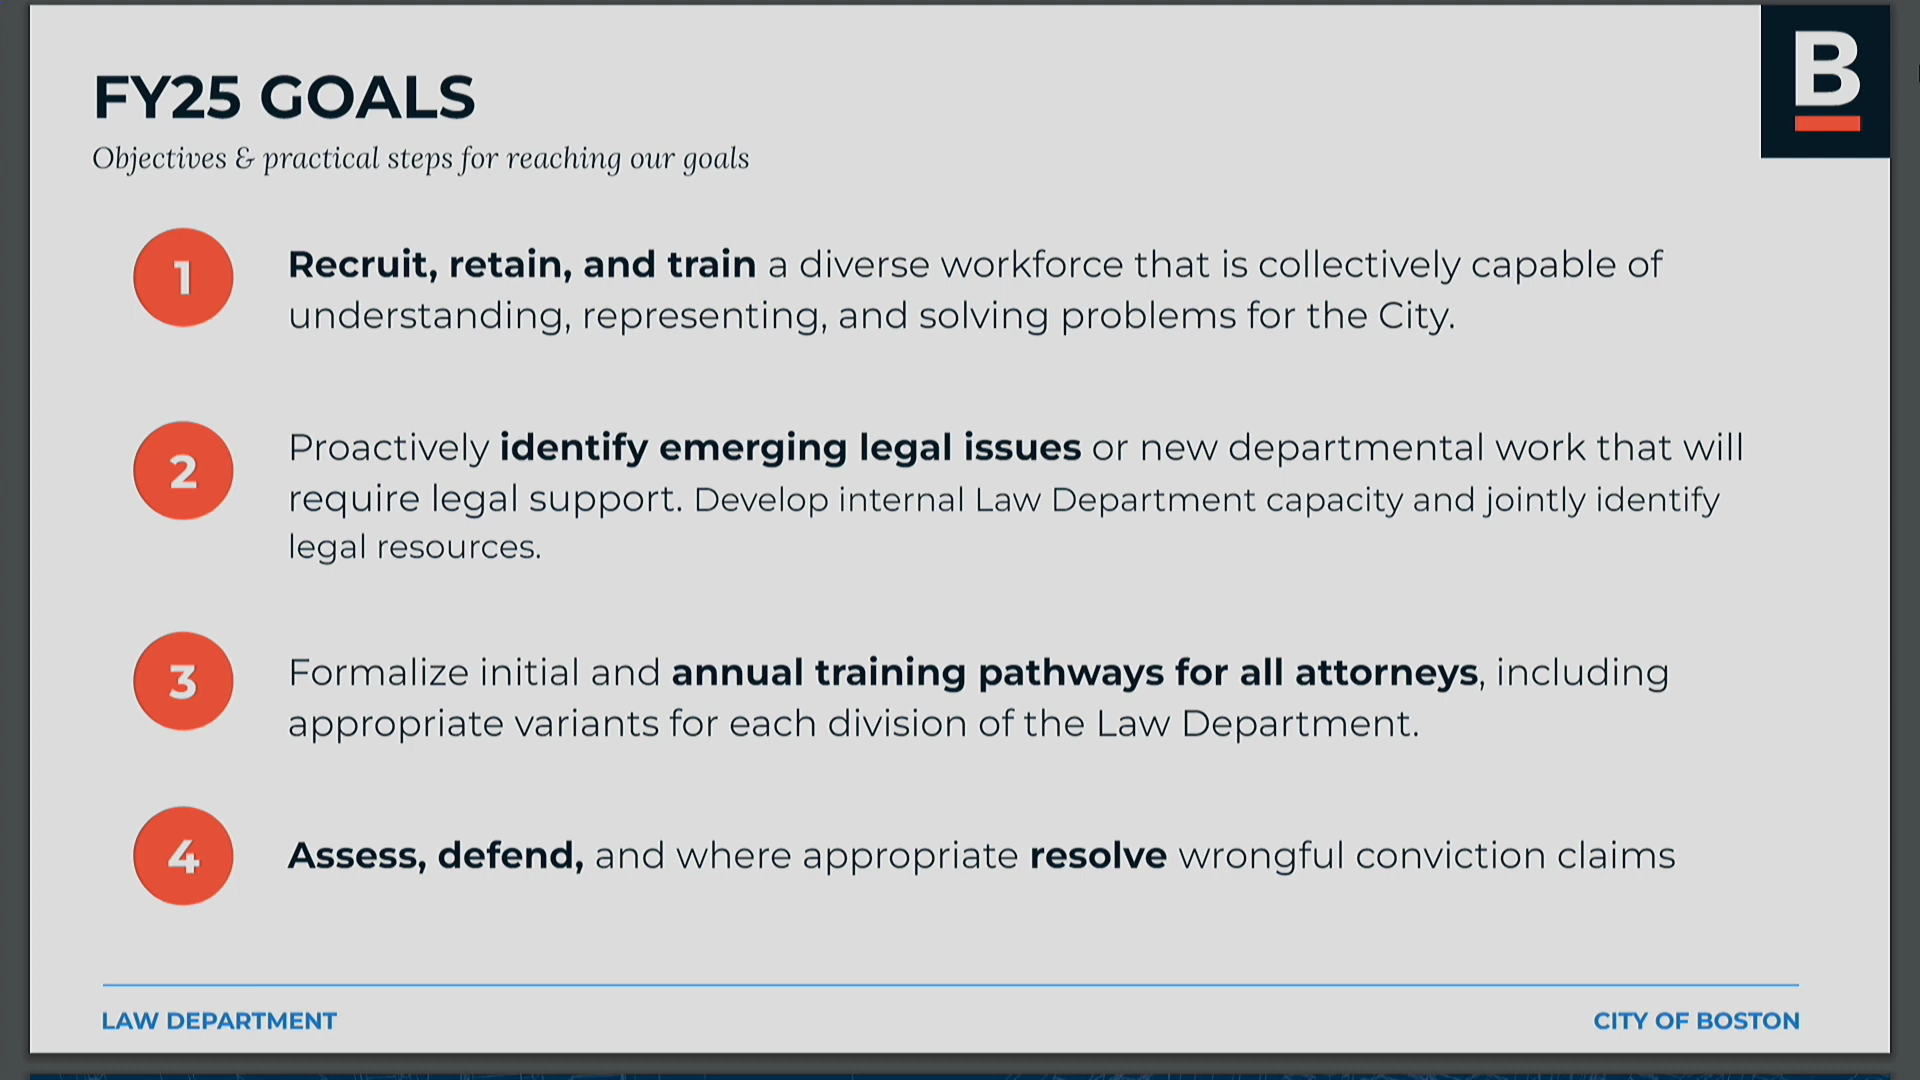 FY25 GOALS
B
Objectives & practical steps for reaching our goals
1
Recruit, retain, and train a diverse workforce that is collectively capable of
understanding, representing, and solving problems for the City.
2
Proactively identify emerging legal issues or new departmental work that will
require legal support. Develop internal Law Department capacity and jointly identify
legal resources.
3
Formalize initial and annual training pathways for all attorneys, including
appropriate variants for each division of the Law Department.
4
Assess, defend, and where appropriate resolve wrongful conviction claims
LAW DEPARTMENT
CITY OF BOSTON